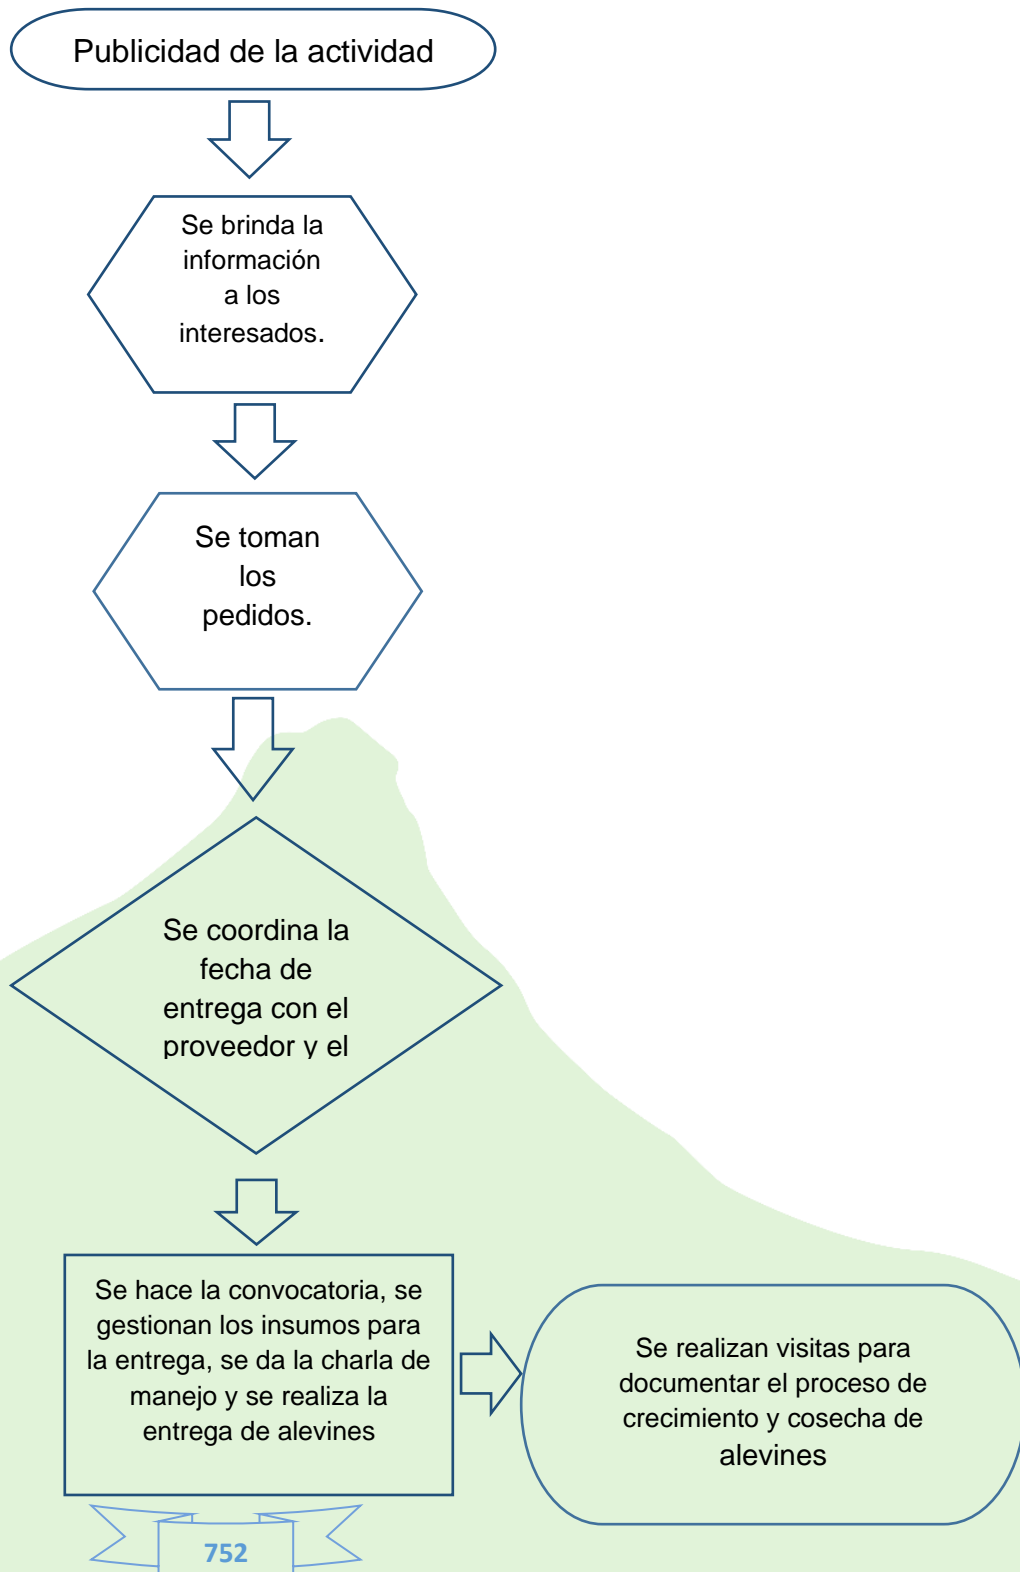 Publicidad de la actividad
Se brinda la
información
a los
interesados.
Se toman
los
pedidos.
Se coordina la
fecha de
entrega con el
proveedor y el
Se hace la convocatoria, se
gestionan los insumos para
la entrega, se da la charla de
manejo y se realiza la
entrega de alevines
Se realizan visitas para
documentar el proceso de
crecimiento y cosecha de
alevines
752